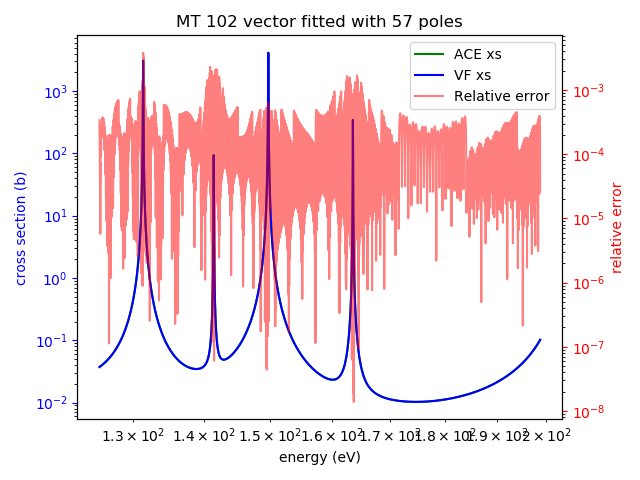 MT 102 vector fitted with 57 poles
ACE xs
VF xs
Relative error
cross section (b)
10³
10²
10¹
10⁰
10⁻¹
10⁻²
relative error
10⁻³
10⁻⁴
10⁻⁵
10⁻⁶
10⁻⁷
10⁻⁸
1.3 × 10² 1.4 × 10² 1.5 × 10² 1.6 × 10² 1.7 × 10² 1.8 × 10² 1.9 × 10² 2 × 10²
energy (eV)